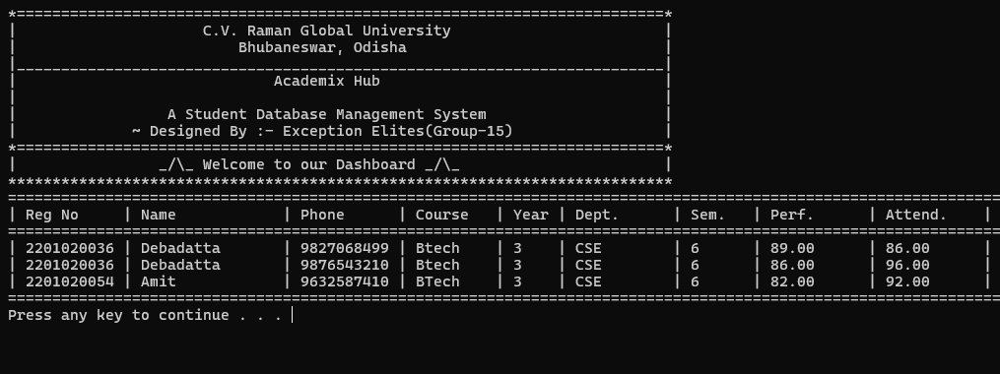 *=========================================================================*
|                     C.V. Raman Global University                        |
|                         Bhubaneswar, Odisha                             |
|_________________________________________________________________________|
|                             Academix Hub                                |
|                                                                         |
|                 A Student Database Management System                    |
|             ~ Designed By :- Exception Elites(Group-15)                 |
*=========================================================================*
|                _/\_ Welcome to our Dashboard _/\_                       |
***************************************************************************
================================================================================================================
| Reg No     | Name            | Phone      | Course   | Year | Dept.      | Sem.   | Perf.      | Attend.    |
================================================================================================================
| 2201020036 | Debadatta       | 9827068499 | Btech    | 3    | CSE        | 6      | 89.00      | 86.00      |
| 2201020036 | Debadatta       | 9876543210 | Btech    | 3    | CSE        | 6      | 86.00      | 96.00      |
| 2201020054 | Amit            | 9632587410 | BTech    | 3    | CSE        | 6      | 82.00      | 92.00      |
================================================================================================================
Press any key to continue . . .